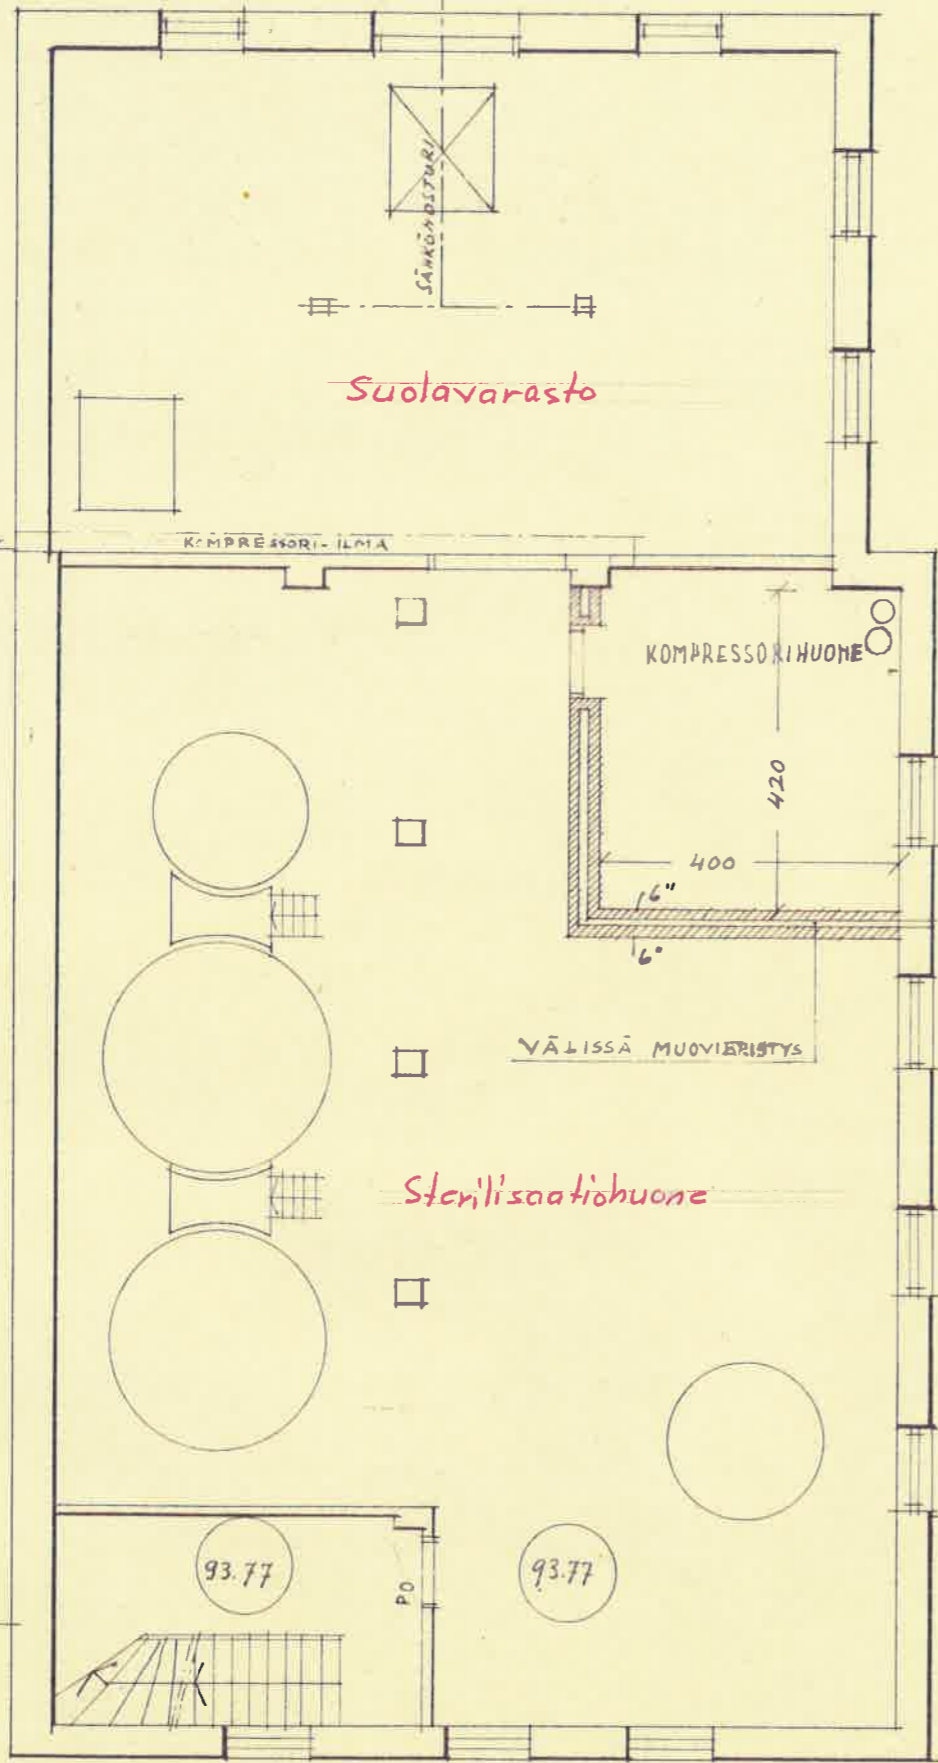 SÄHKÖNOSTURI
Suolavarasto
KOMPRESSORI-ILMA
KOMPRESSORIHUONE
420
400
6"
6"
VÄLISSÄ MUOVIERISTYS
Sterilisaatiohuone
93.77
93.77
PO